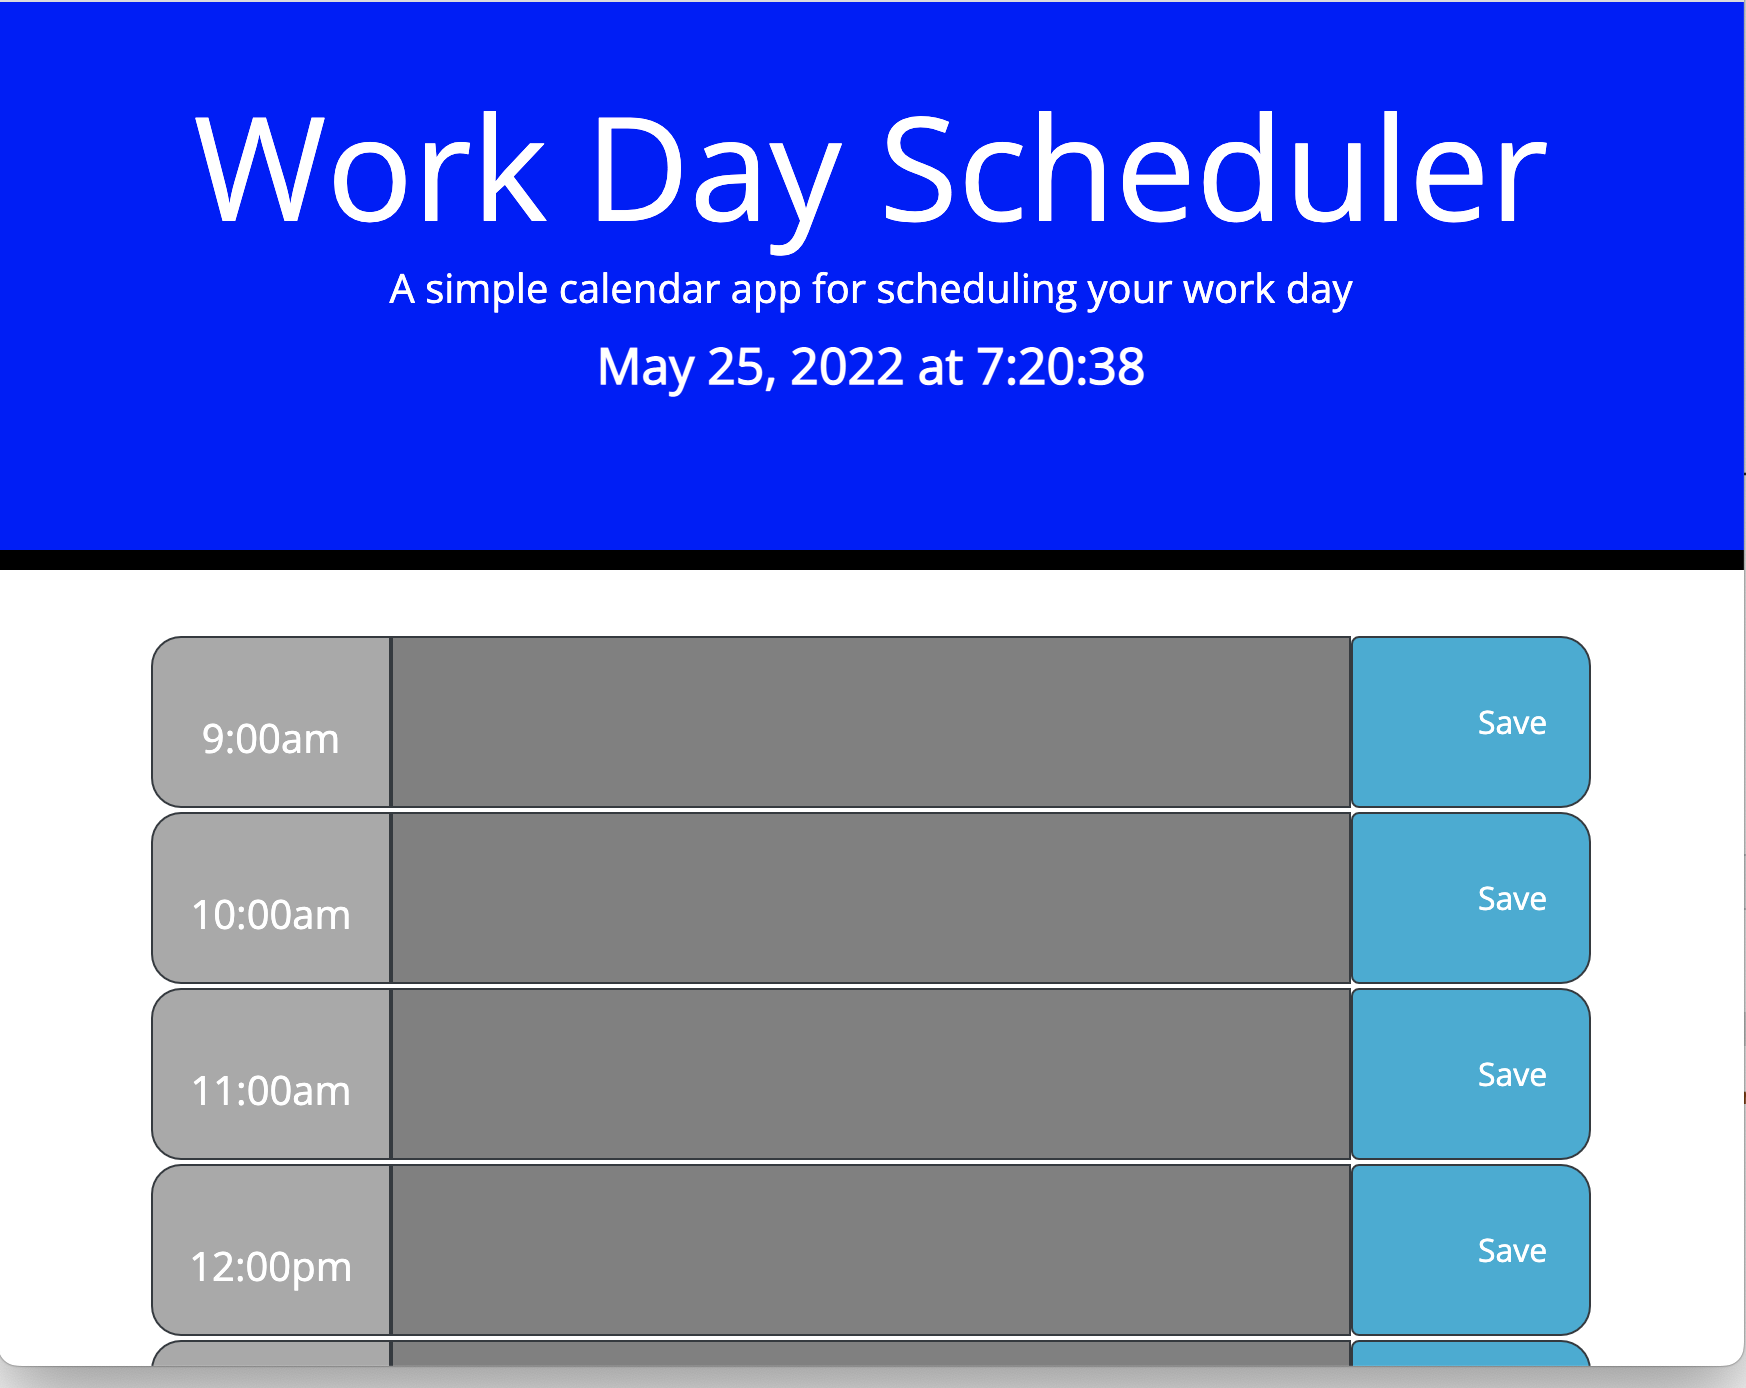 Work Day Scheduler
A simple calendar app for scheduling your work day
May 25, 2022 at 7:20:38
9:00am
Save
10:00am
Save
11:00am
Save
12:00pm
Save